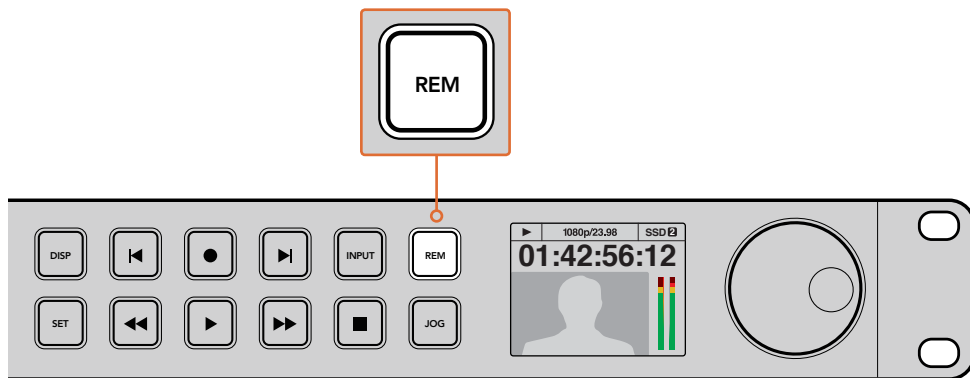 REM
DISP
INPUT
REM
1080p/23.98
SSD 2
01:42:56:12
SET
JOG